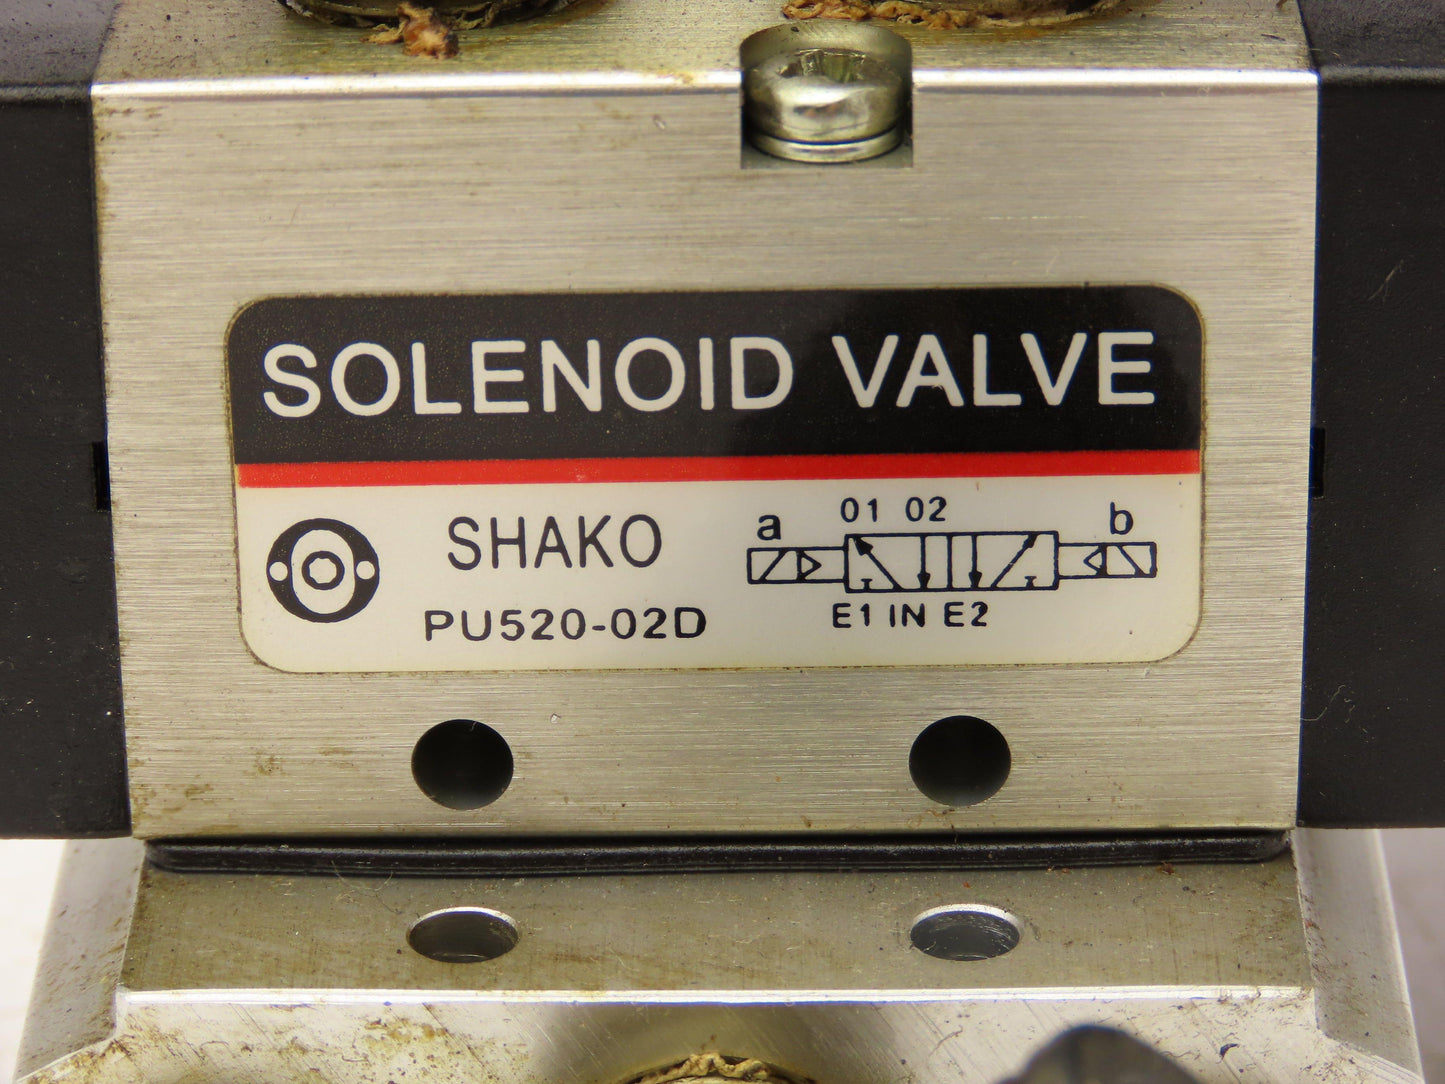 SOLENOID VALVE
SHAKO
PU520-02D
a 01 02 b
E1 IN E2